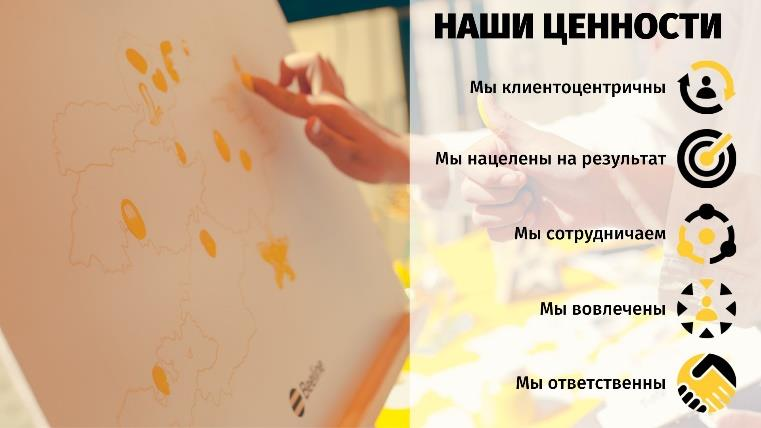 НАШИ ЦЕННОСТИ
Мы клиентоцентричны
Мы нацелены на результат
Мы сотрудничаем
Мы вовлечены
Мы ответственны
Beeline